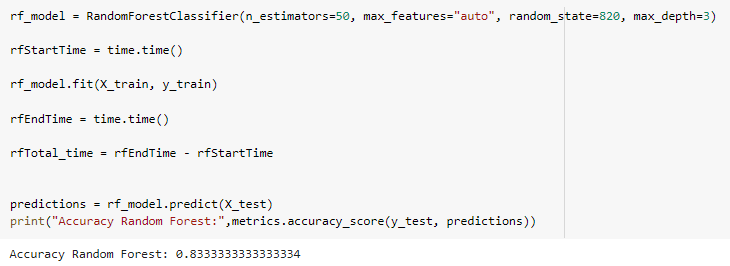 rf_model = RandomForestClassifier(n_estimators=50, max_features="auto", random_state=820, max_depth=3)
rfStartTime = time.time()
rf_model.fit(X_train, y_train)
rfEndTime = time.time()
rfTotal_time = rfEndTime - rfStartTime
predictions = rf_model.predict(X_test)
print("Accuracy Random Forest:",metrics.accuracy_score(y_test, predictions))
Accuracy Random Forest: 0.8333333333333334